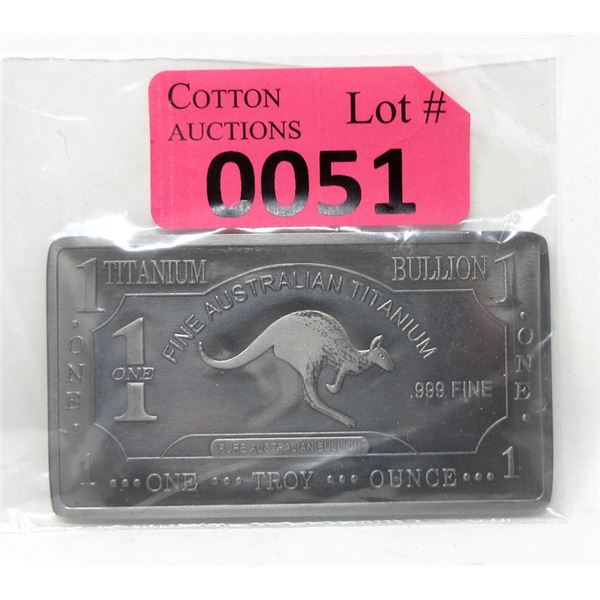 COTTON Lot #
AUCTIONS
0051
1 TITANIUM BULLION 1
FINE AUSTRALIAN TITANIUM
· ONE ·
1
ONE
· ONE ·
.999 FINE
PURE AUSTRALIAN BULLION
1 ··· ONE ··· TROY ··· OUNCE ··· 1